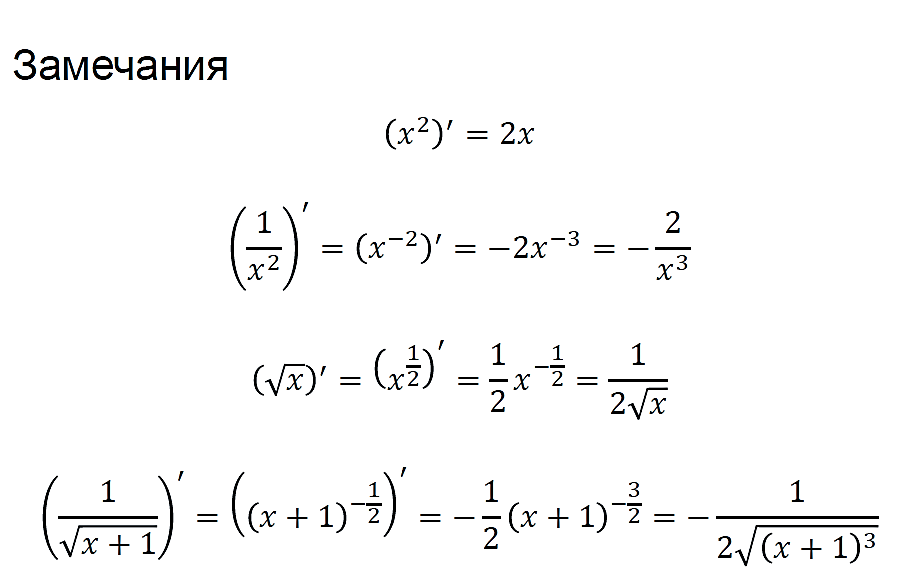 Замечания
(x²)′ = 2x
(1/x²)′ = (x⁻²)′ = −2x⁻³ = −2/x³
(√x)′ = (x^(1/2))′ = 1/2 x^(−1/2) = 1/(2√x)
(1/√(x + 1))′ = ((x + 1)^(−1/2))′ = −1/2 (x + 1)^(−3/2) = −1/(2√((x + 1)³))